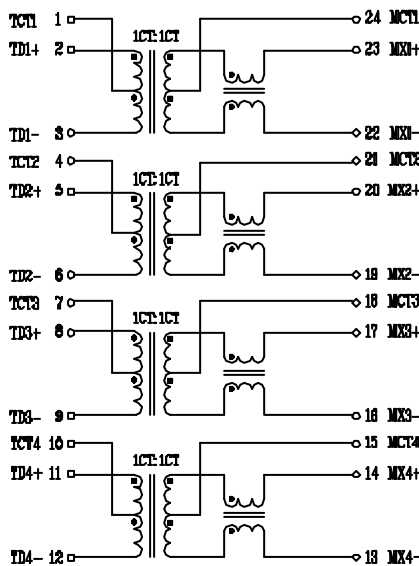 TCT1 1 24 MCT1
1CT:1CT
TD1+ 2 23 MX1+
TD1- 3 22 MX1-
TCT2 4 21 MCT2
1CT:1CT
TD2+ 5 20 MX2+
TD2- 6 19 MX2-
TCT3 7 18 MCT3
1CT:1CT
TD3+ 8 17 MX3+
TD3- 9 16 MX3-
TCT4 10 15 MCT4
1CT:1CT
TD4+ 11 14 MX4+
TD4- 12 13 MX4-